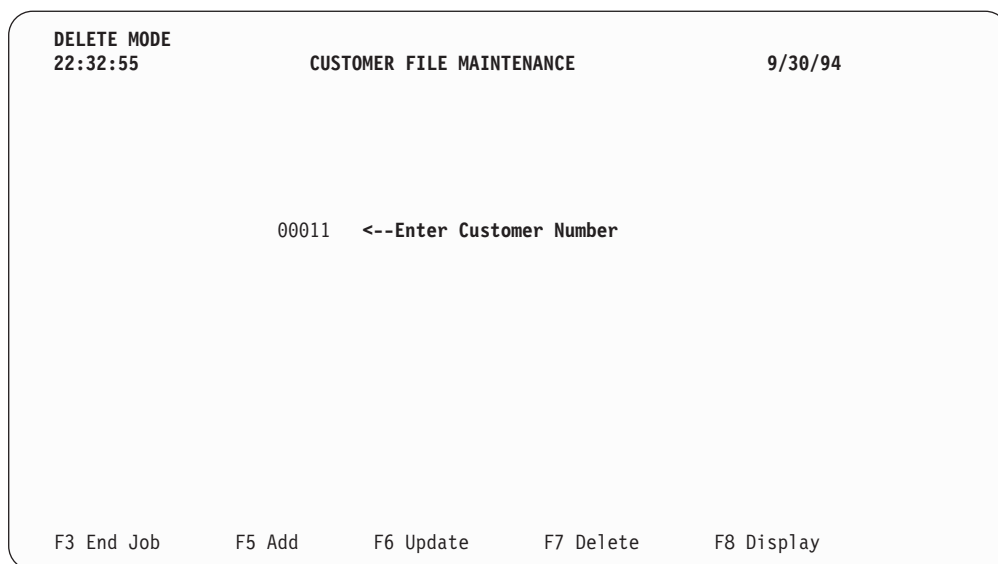 DELETE MODE
22:32:55 CUSTOMER FILE MAINTENANCE 9/30/94
00011 <--Enter Customer Number
F3 End Job F5 Add F6 Update F7 Delete F8 Display